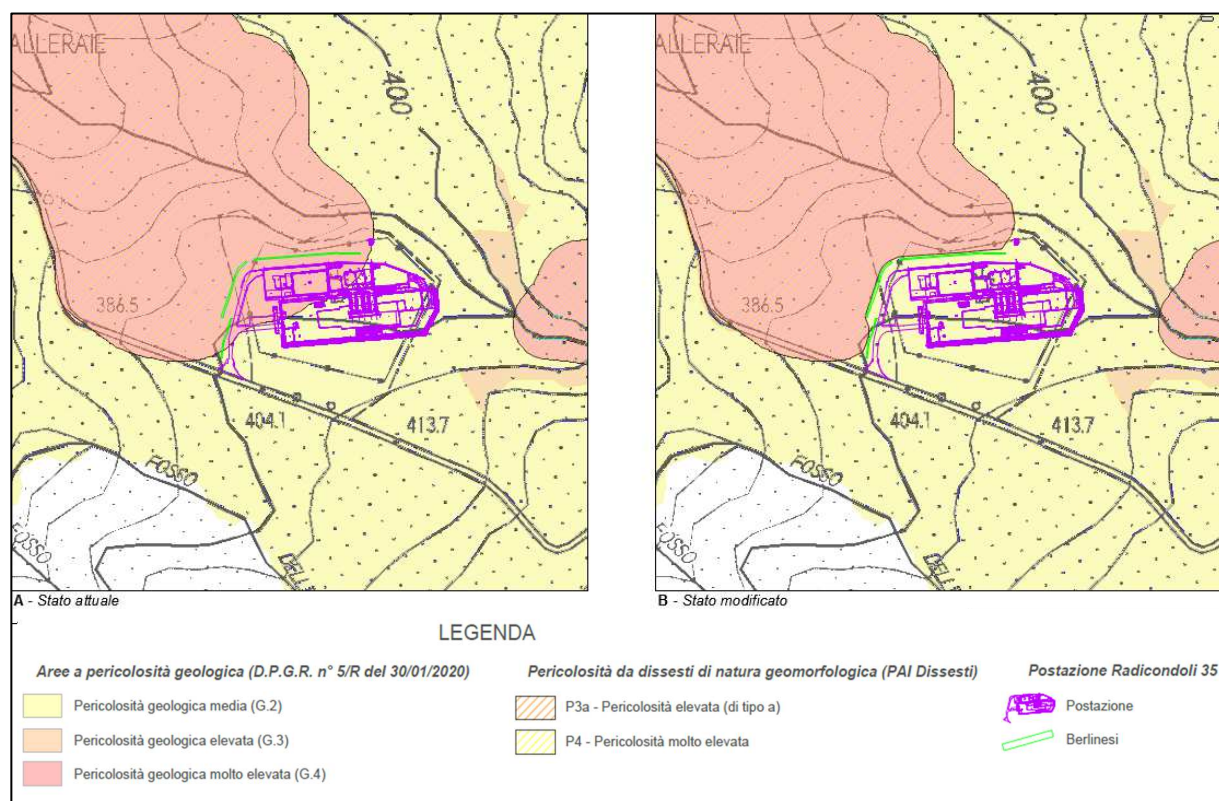 ALLERAIE
400
386.5
404.1
413.7
FOSSO
FOSSO
DELLE
A - Stato attuale
ALLERAIE
400
386.5
404.1
413.7
FOSSO
FOSSO
B - Stato modificato
LEGENDA
Aree a pericolosità geologica (D.P.G.R. n° 5/R del 30/01/2020)
Pericolosità geologica media (G.2)
Pericolosità geologica elevata (G.3)
Pericolosità geologica molto elevata (G.4)
Pericolosità da dissesti di natura geomorfologica (PAI Dissesti)
P3a - Pericolosità elevata (di tipo a)
P4 - Pericolosità molto elevata
Postazione Radicondoli 35
Postazione
Berlinesi